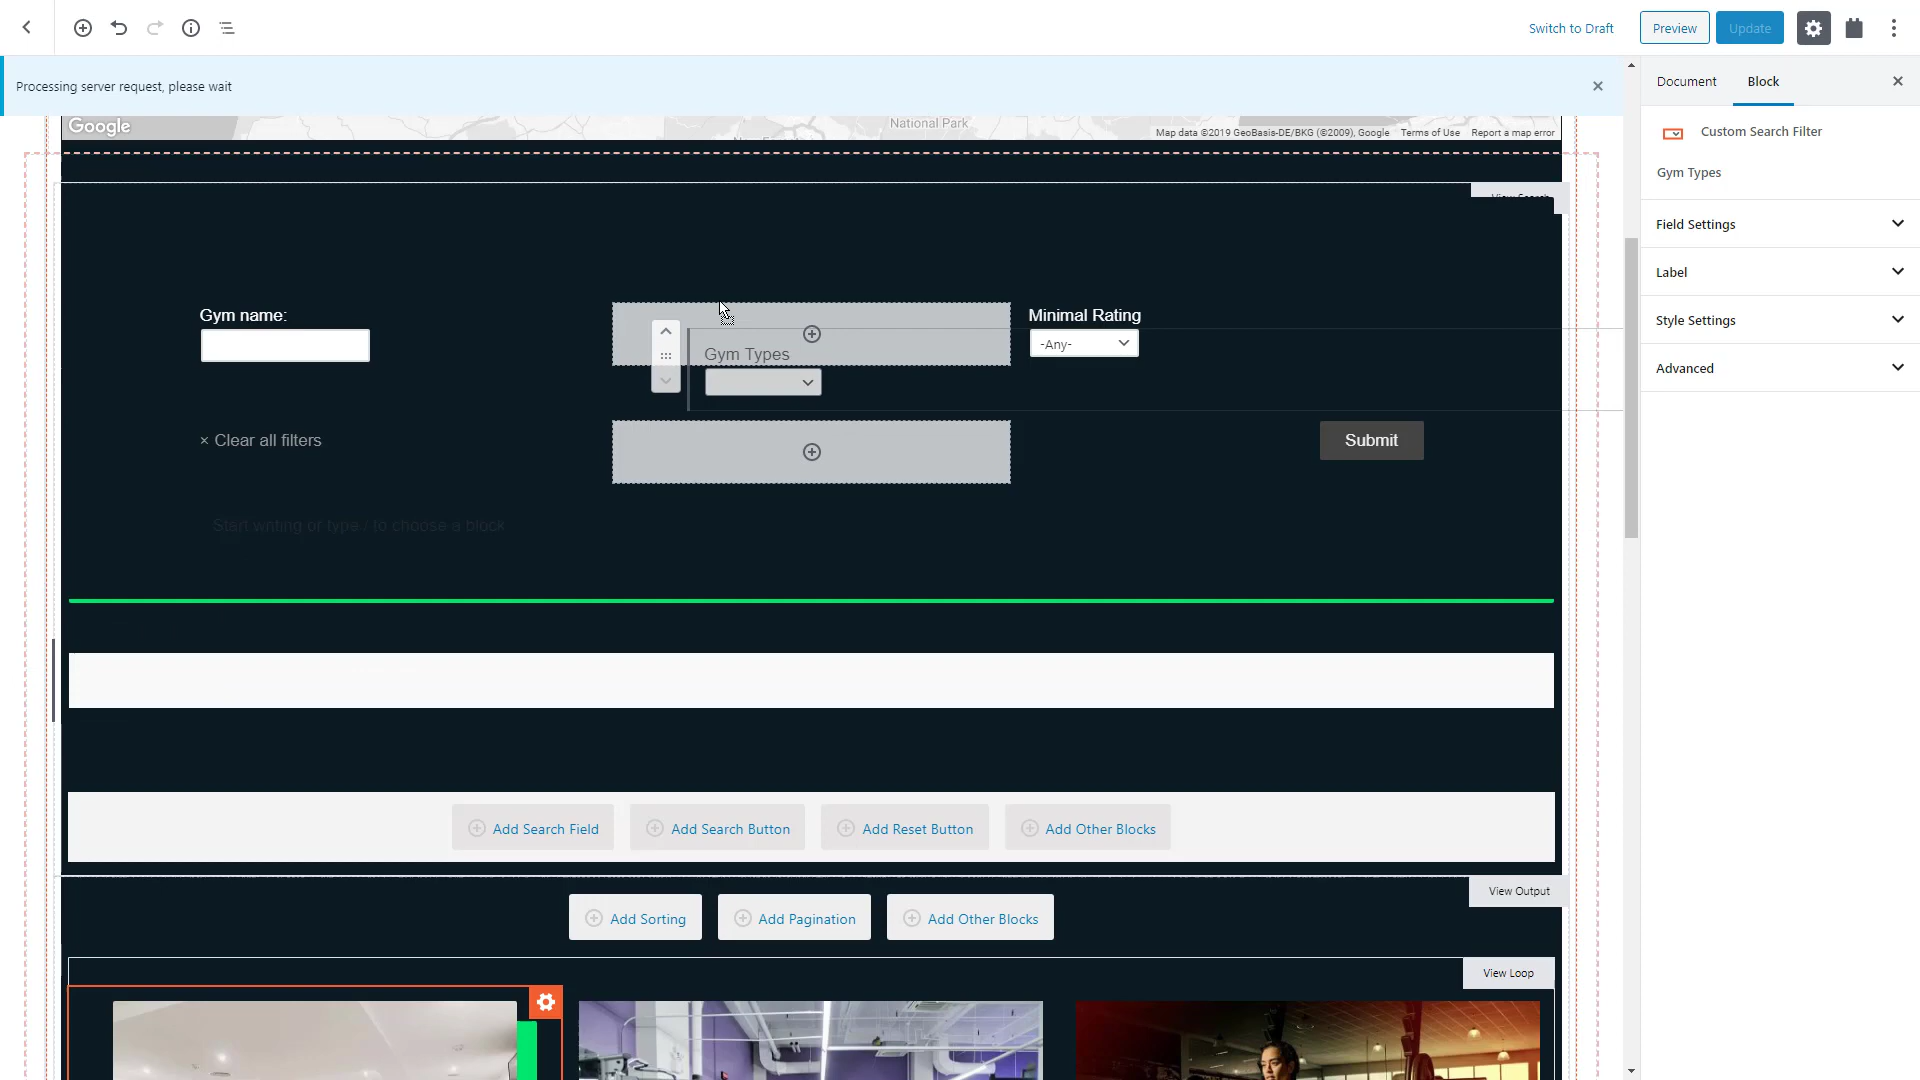 Switch to Draft
Preview
Update
Processing server request, please wait
Document
Block
Google
National Park
Map data ©2019 GeoBasis-DE/BKG (©2009), Google
Terms of Use
Report a map error
Custom Search Filter
Gym Types
Field Settings
Label
Style Settings
Advanced
View Search
Gym name:
Gym Types
Minimal Rating
-Any-
× Clear all filters
Submit
Start writing or type / to choose a block
Add Search Field
Add Search Button
Add Reset Button
Add Other Blocks
View Output
Add Sorting
Add Pagination
Add Other Blocks
View Loop